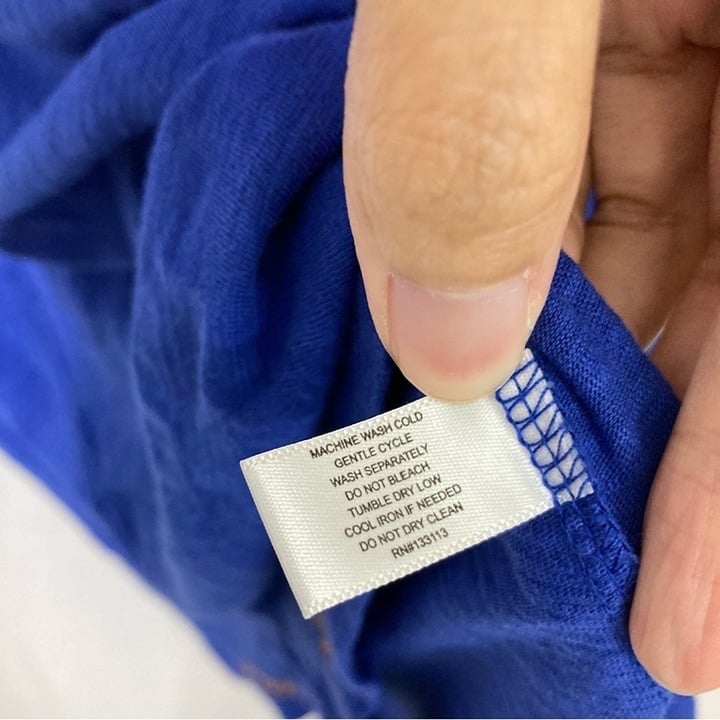 MACHINE WASH COLD
GENTLE CYCLE
WASH SEPARATELY
DO NOT BLEACH
TUMBLE DRY LOW
COOL IRON IF NEEDED
DO NOT DRY CLEAN
RN#133113